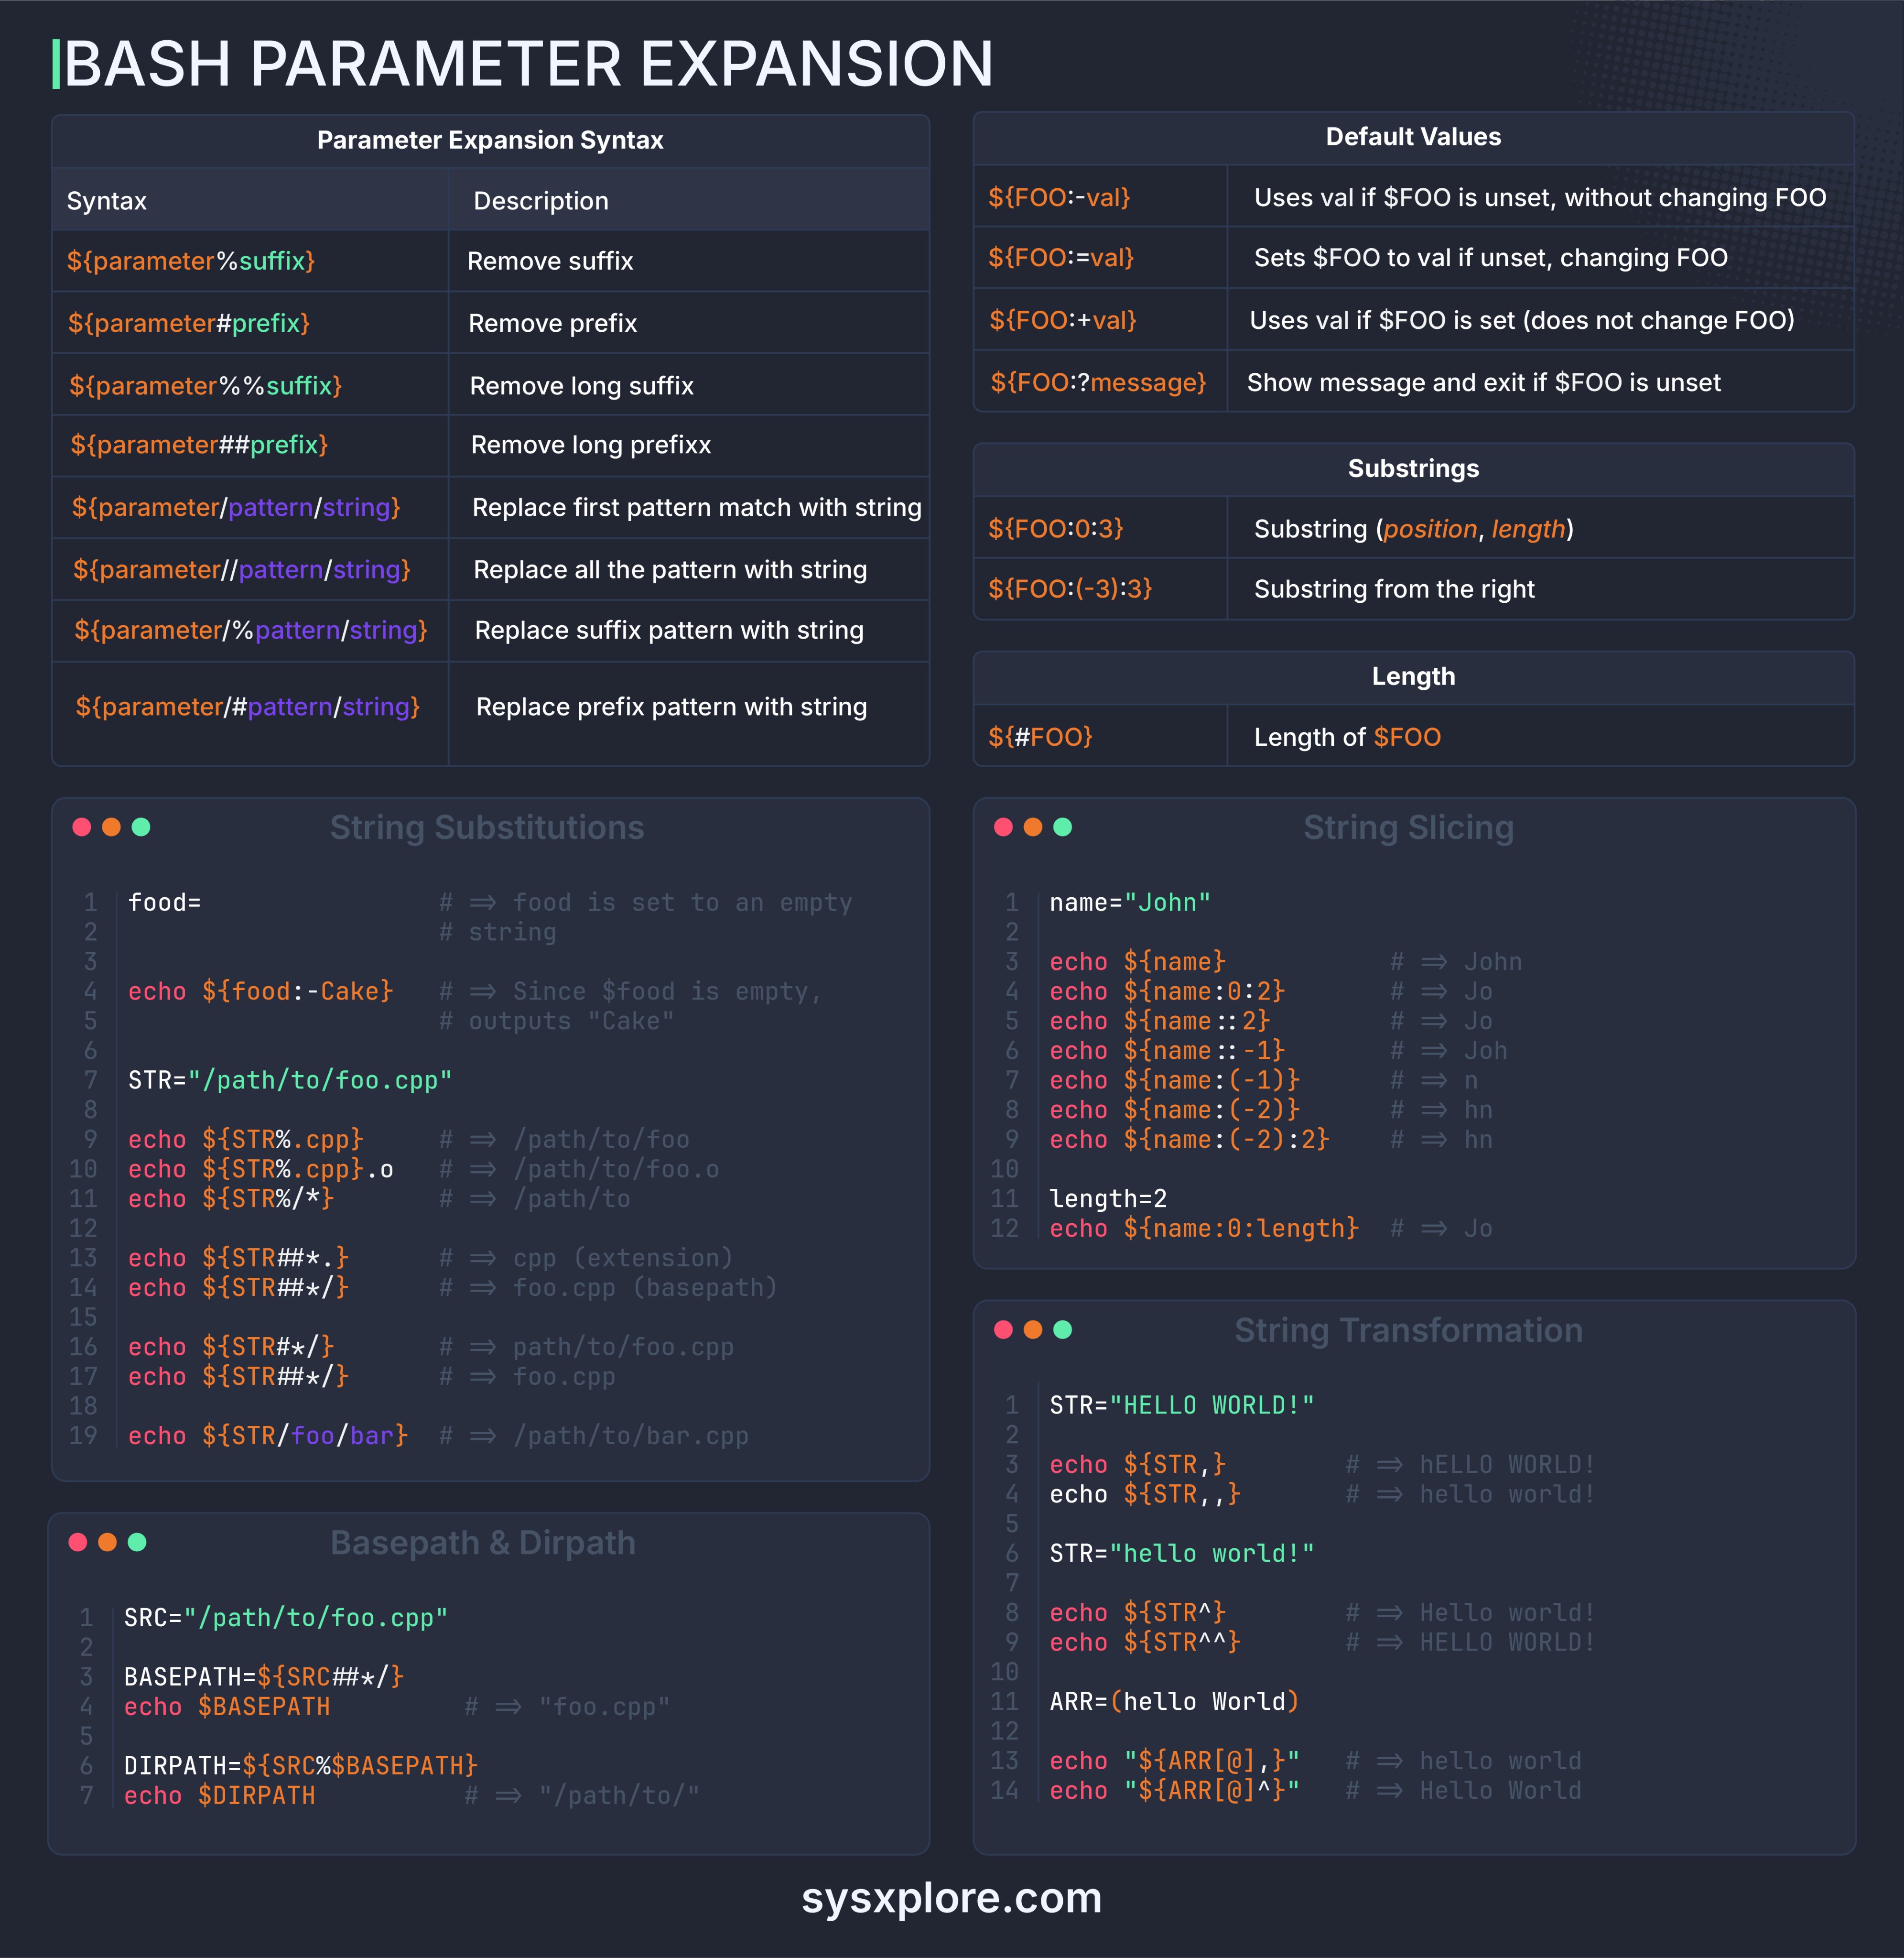 BASH PARAMETER EXPANSION
Parameter Expansion Syntax
Syntax Description
${parameter%suffix} Remove suffix
${parameter#prefix} Remove prefix
${parameter%%suffix} Remove long suffix
${parameter##prefix} Remove long prefixx
${parameter/pattern/string} Replace first pattern match with string
${parameter//pattern/string} Replace all the pattern with string
${parameter/%pattern/string} Replace suffix pattern with string
${parameter/#pattern/string} Replace prefix pattern with string
Default Values
${FOO:-val} Uses val if $FOO is unset, without changing FOO
${FOO:=val} Sets $FOO to val if unset, changing FOO
${FOO:+val} Uses val if $FOO is set (does not change FOO)
${FOO:?message} Show message and exit if $FOO is unset
Substrings
${FOO:0:3} Substring (position, length)
${FOO:(-3):3} Substring from the right
Length
${#FOO} Length of $FOO
String Substitutions
1 food= # => food is set to an empty
2 # string
3
4 echo ${food:-Cake} # => Since $food is empty,
5 # outputs "Cake"
6
7 STR="/path/to/foo.cpp"
8
9 echo ${STR%.cpp} # => /path/to/foo
10 echo ${STR%.cpp}.o # => /path/to/foo.o
11 echo ${STR%/*} # => /path/to
12
13 echo ${STR##*.} # => cpp (extension)
14 echo ${STR##*/} # => foo.cpp (basepath)
15
16 echo ${STR#*/} # => path/to/foo.cpp
17 echo ${STR##*/} # => foo.cpp
18
19 echo ${STR/foo/bar} # => /path/to/bar.cpp
Basepath & Dirpath
1 SRC="/path/to/foo.cpp"
2
3 BASEPATH=${SRC##*/}
4 echo $BASEPATH # => "foo.cpp"
5
6 DIRPATH=${SRC%$BASEPATH}
7 echo $DIRPATH # => "/path/to/"
String Slicing
1 name="John"
2
3 echo ${name} # => John
4 echo ${name:0:2} # => Jo
5 echo ${name::2} # => Jo
6 echo ${name::-1} # => Joh
7 echo ${name:(-1)} # => n
8 echo ${name:(-2)} # => hn
9 echo ${name:(-2):2} # => hn
10
11 length=2
12 echo ${name:0:length} # => Jo
String Transformation
1 STR="HELLO WORLD!"
2
3 echo ${STR,} # => hELLO WORLD!
4 echo ${STR,,} # => hello world!
5
6 STR="hello world!"
7
8 echo ${STR^} # => Hello world!
9 echo ${STR^^} # => HELLO WORLD!
10
11 ARR=(hello World)
12
13 echo "${ARR[@],}" # => hello world
14 echo "${ARR[@]^}" # => Hello World
sysxplore.com